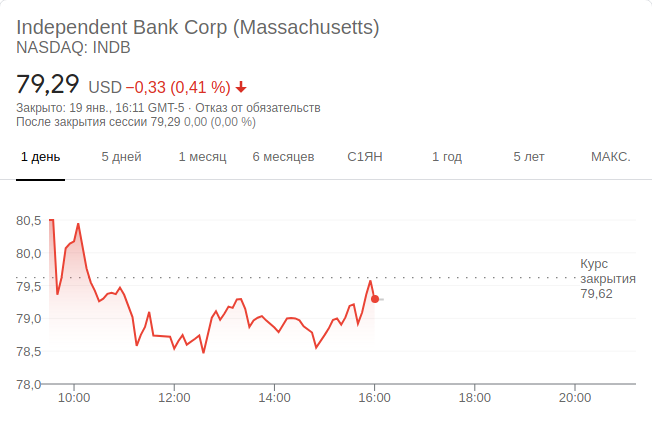 Independent Bank Corp (Massachusetts)
NASDAQ: INDB
79,29 USD −0,33 (0,41 %)
Закрыто: 19 янв., 16:11 GMT-5 · Отказ от обязательств
После закрытия сессии 79,29 0,00 (0,00 %)
1 день 5 дней 1 месяц 6 месяцев С1ЯН 1 год 5 лет МАКС.
80,5
80,0
79,5
79,0
78,5
78,0
Курс
закрытия
79,62
10:00 12:00 14:00 16:00 18:00 20:00